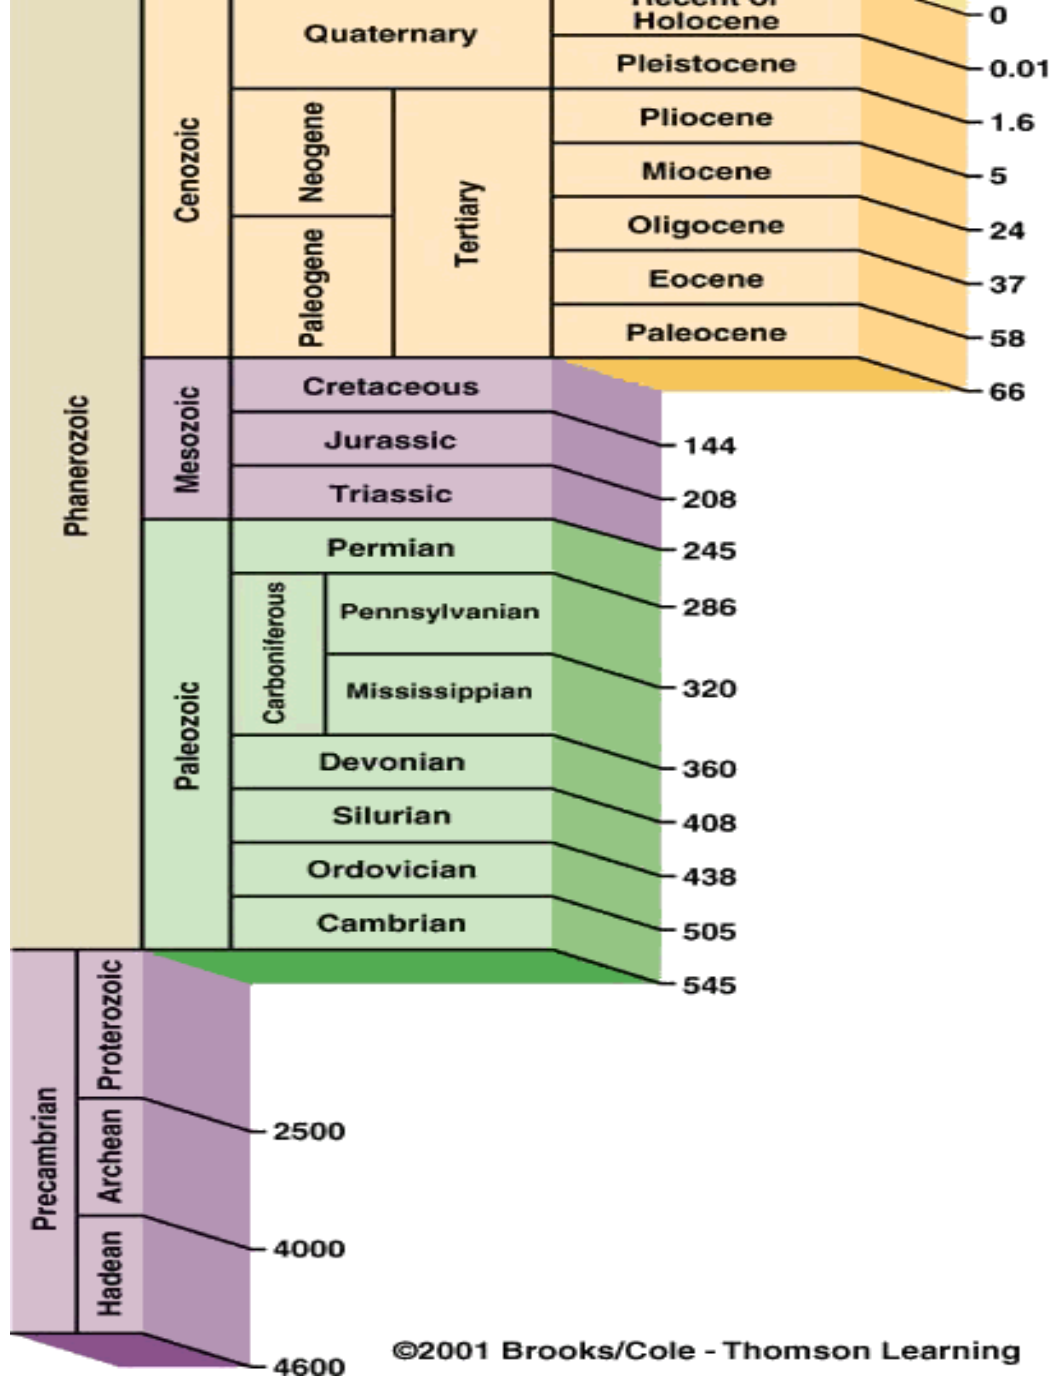 Recent or
Holocene
0
Quaternary
Pleistocene
0.01
Pliocene
1.6
Neogene
Cenozoic
Miocene
5
Tertiary
Oligocene
24
Paleogene
Eocene
37
Paleocene
58
66
Phanerozoic
Mesozoic
Cretaceous
144
Jurassic
208
Triassic
245
Paleozoic
Permian
286
Carboniferous
Pennsylvanian
320
Mississippian
360
Devonian
408
Silurian
438
Ordovician
505
Cambrian
545
Precambrian
Proterozoic
2500
Archean
4000
Hadean
4600
©2001 Brooks/Cole - Thomson Learning